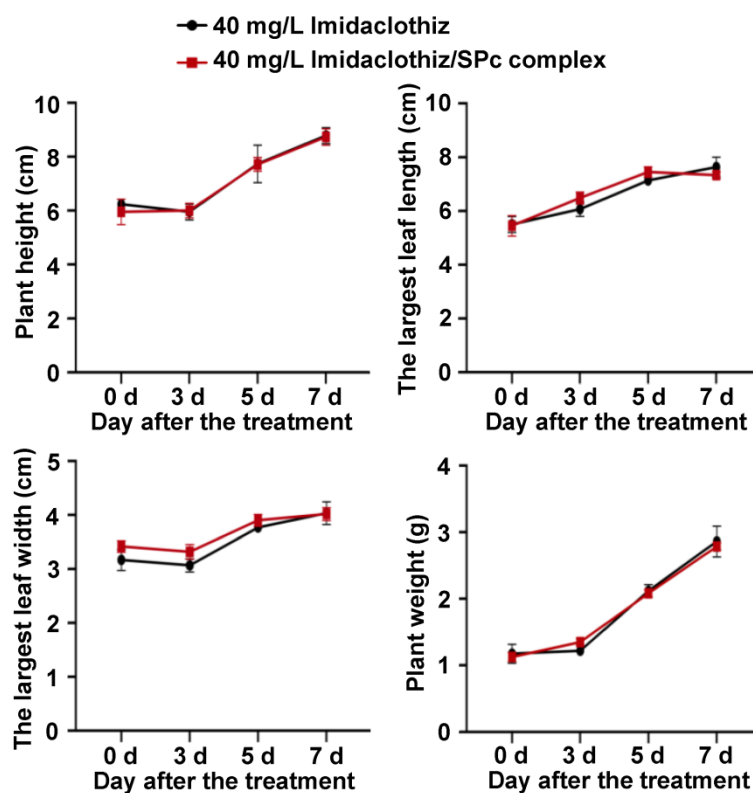 40 mg/L Imidaclothiz
40 mg/L Imidaclothiz/SPc complex
Plant height (cm)
10
8
6
4
2
0
0 d 3 d 5 d 7 d
Day after the treatment
The largest leaf length (cm)
10
8
6
4
2
0
0 d 3 d 5 d 7 d
Day after the treatment
The largest leaf width (cm)
5
4
3
2
1
0
0 d 3 d 5 d 7 d
Day after the treatment
Plant weight (g)
4
3
2
1
0
0 d 3 d 5 d 7 d
Day after the treatment